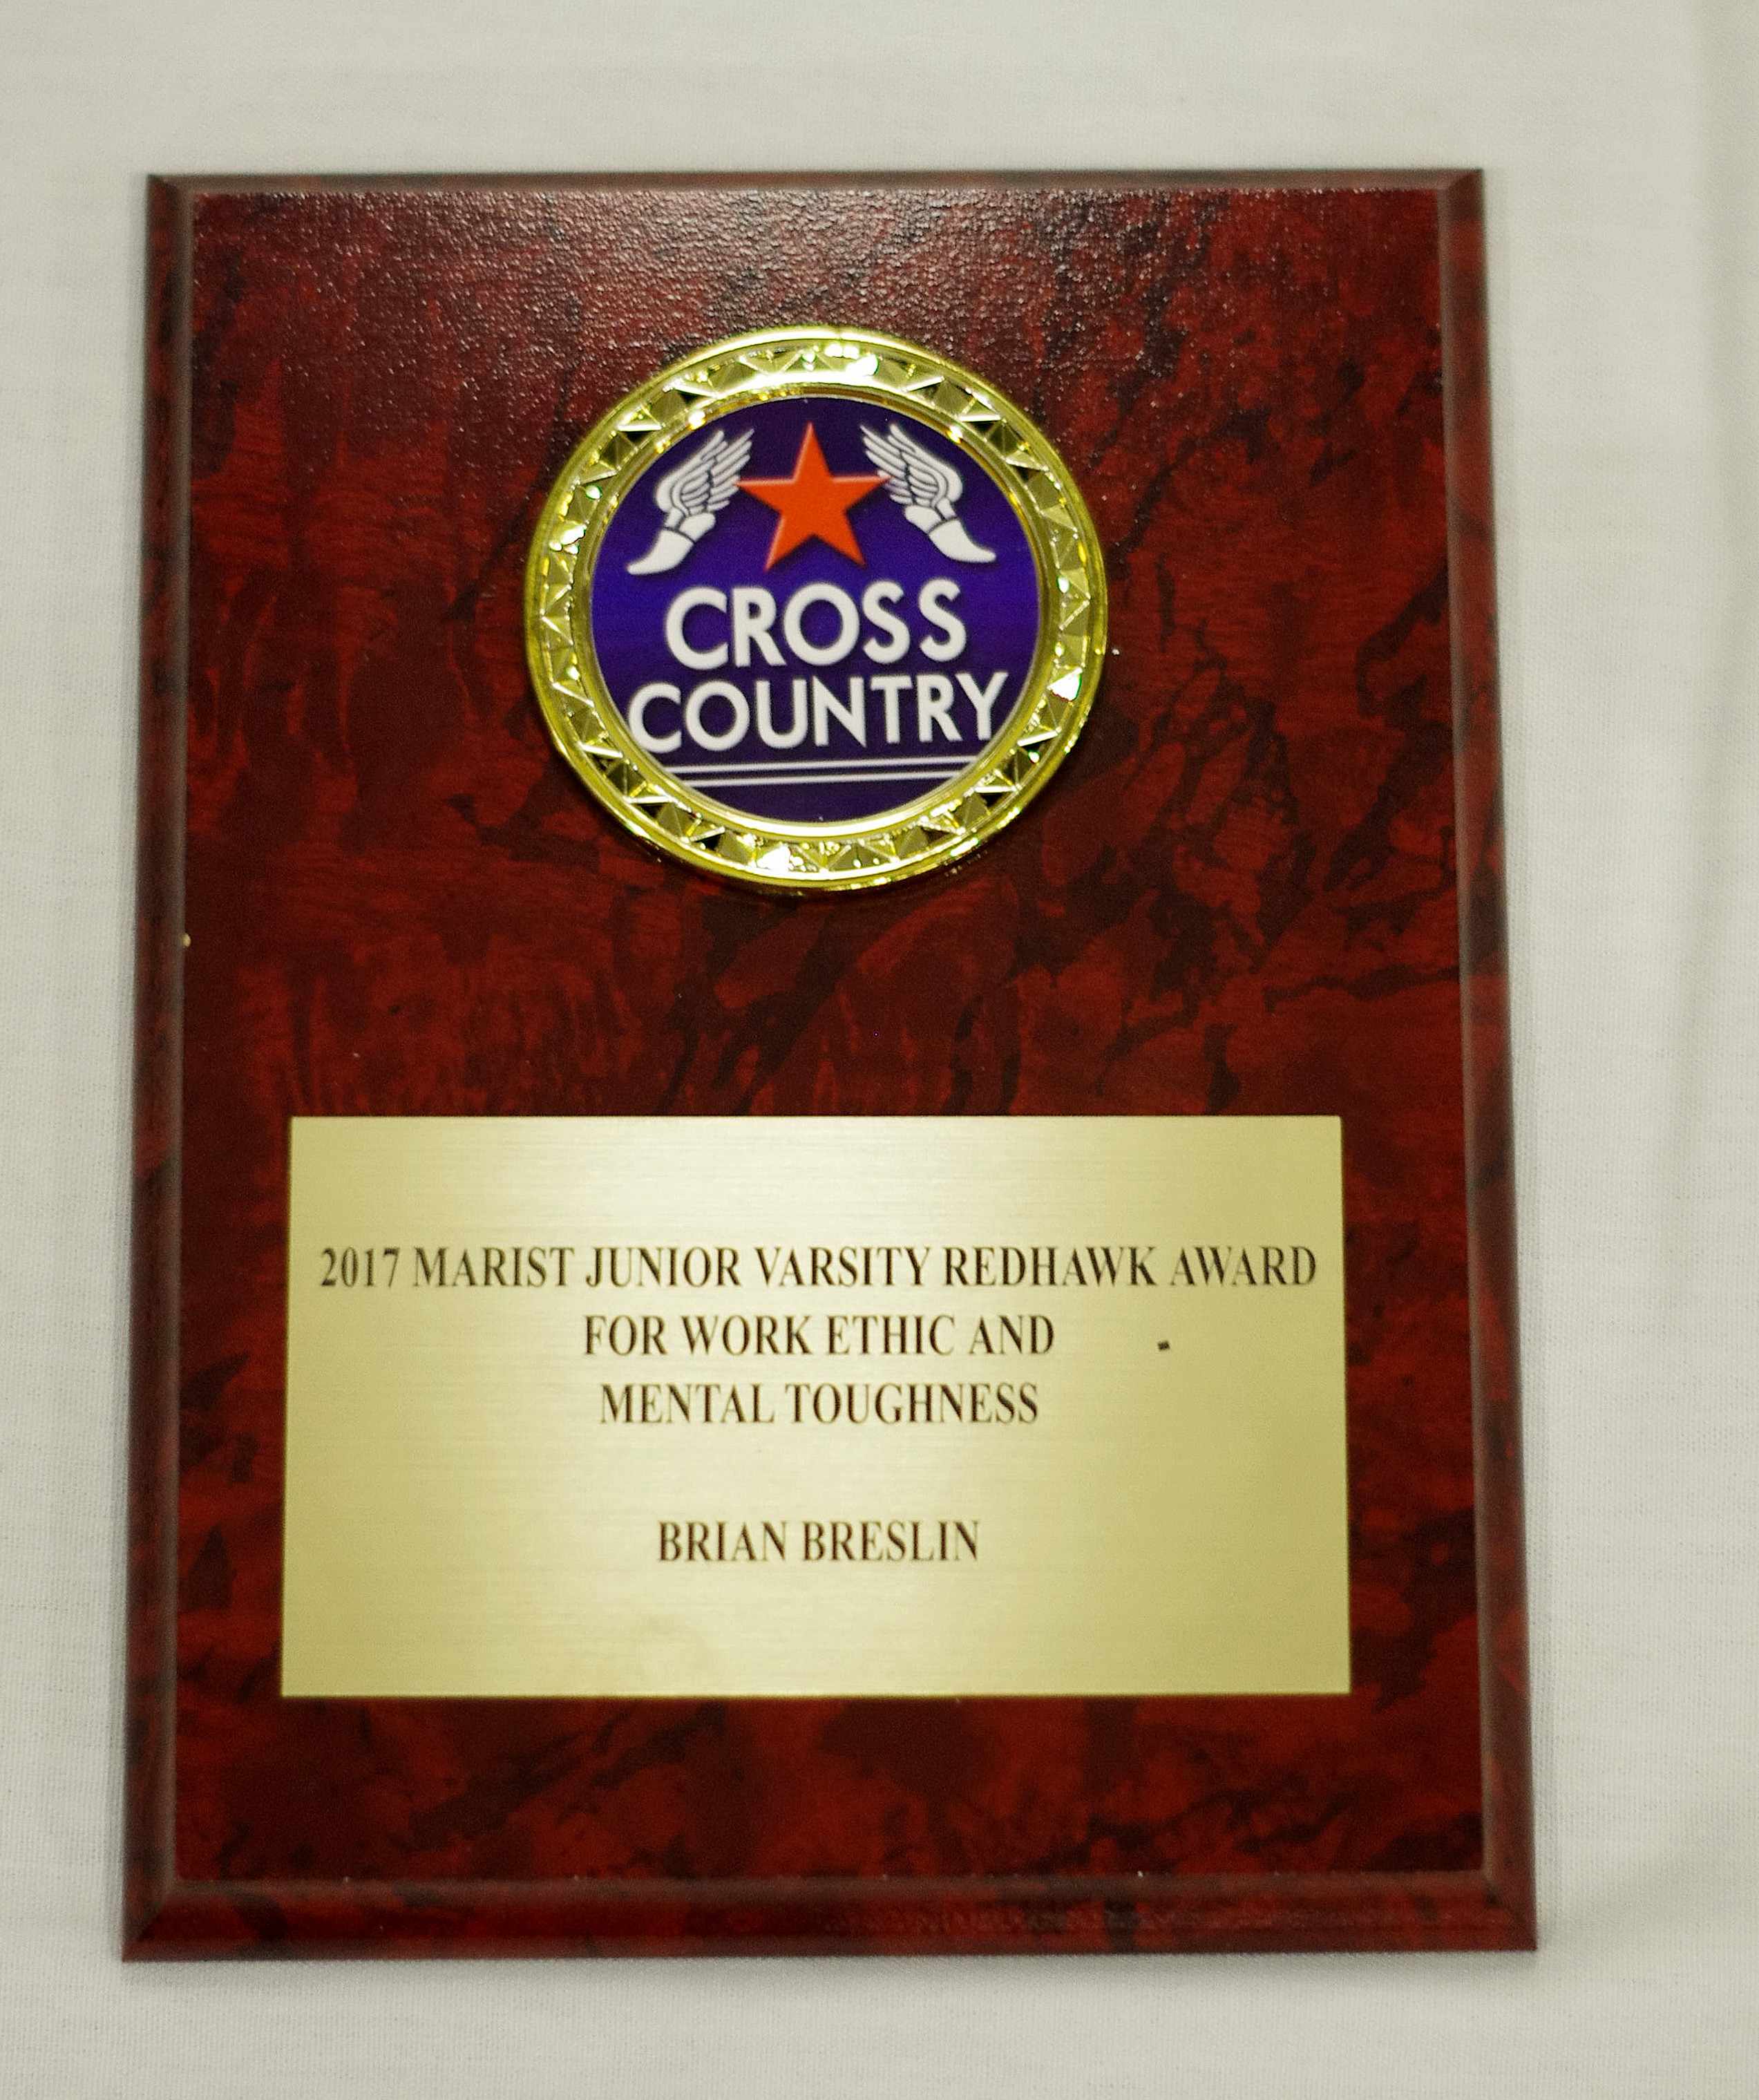 CROSS
COUNTRY
2017 MARIST JUNIOR VARSITY REDHAWK AWARD
FOR WORK ETHIC AND
MENTAL TOUGHNESS
BRIAN BRESLIN